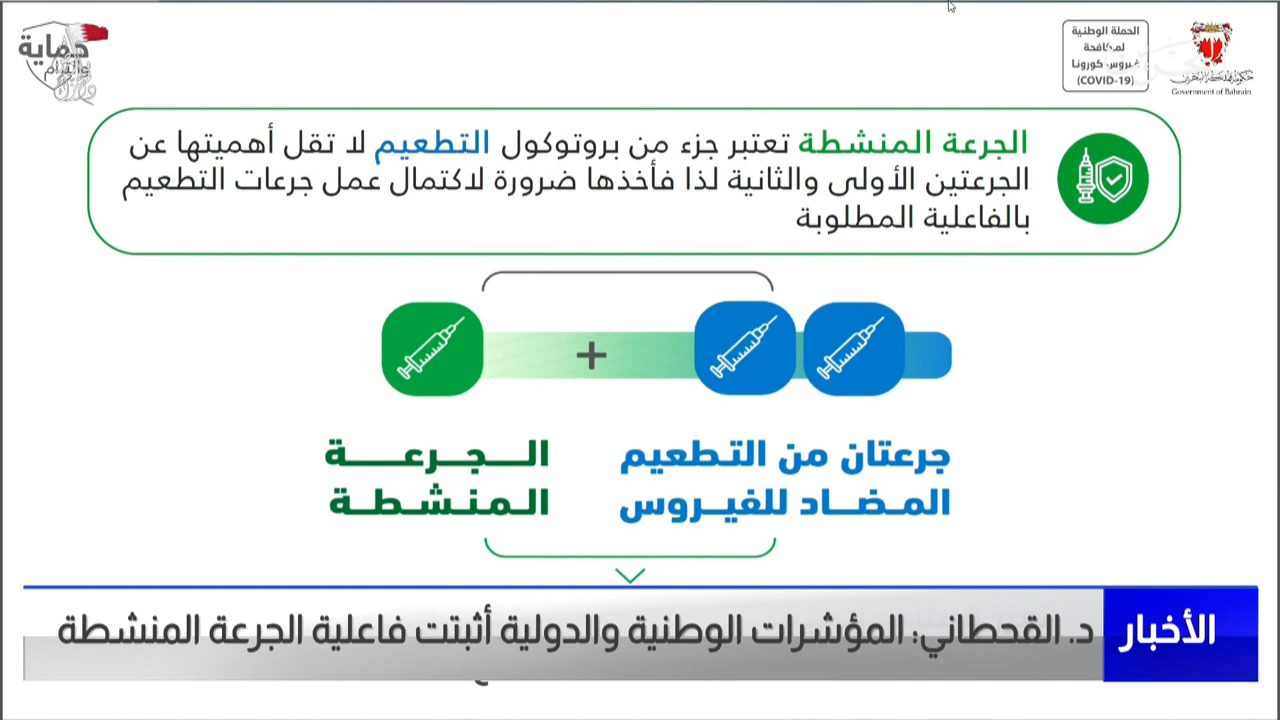 حماية
والتزام
الحملة الوطنية
لمكافحة
فيروس كورونا
(COVID-19)
Government of Bahrain
الجرعة المنشطة تعتبر جزء من بروتوكول التطعيم لا تقل أهميتها عن
الجرعتين الأولى والثانية لذا فأخذها ضرورة لاكتمال عمل جرعات التطعيم
بالفاعلية المطلوبة
+
جرعتان من التطعيم
المضاد للفيروس
الجرعة
المنشطة
الأخبار
د. القحطاني: المؤشرات الوطنية والدولية أثبتت فاعلية الجرعة المنشطة